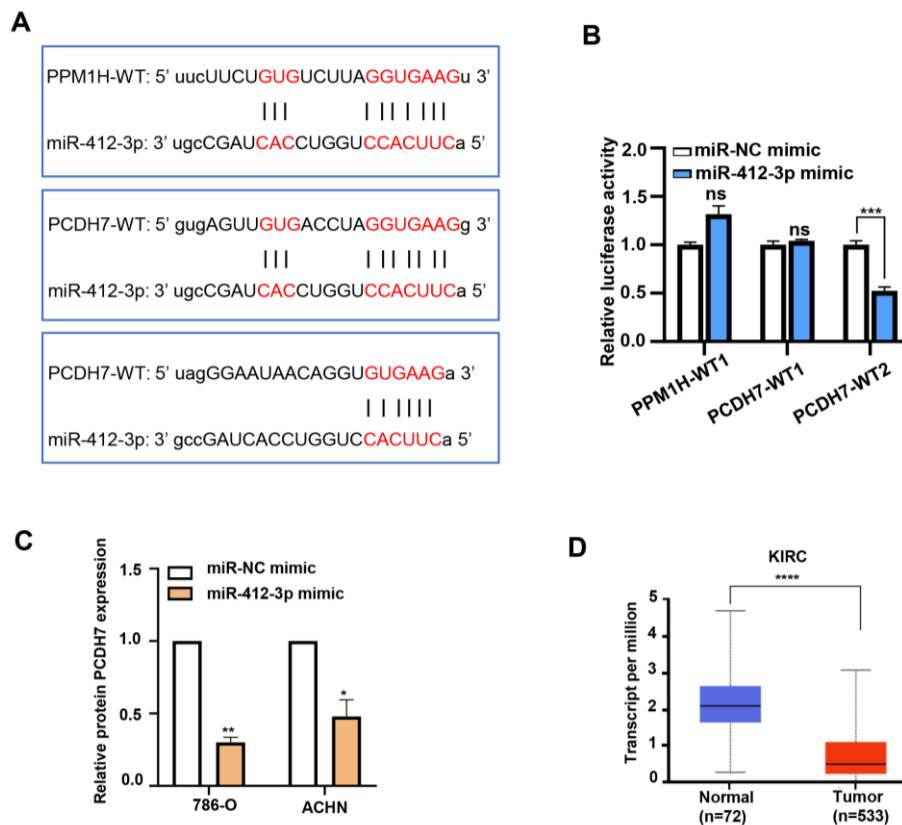 A
PPM1H-WT: 5’ uucUUCUGUGUCUUAGGUGAAGu 3’
miR-412-3p: 3’ ugcCGAUCACCUGGUCCACUUCa 5’
PCDH7-WT: 5’ gugAGUUGUGACCUAGGUGAAGg 3’
miR-412-3p: 3’ ugcCGAUCACCUGGUCCACUUCa 5’
PCDH7-WT: 5’ uagGGAAUAACAGGUGUGAAGa 3’
miR-412-3p: 3’ gccGAUCACCUGGUCCACUUCa 5’
B
Relative luciferase activity
2.0
1.5
1.0
0.5
0.0
miR-NC mimic
miR-412-3p mimic
ns
ns
***
PPM1H-WT1
PCDH7-WT1
PCDH7-WT2
C
Relative protein PCDH7 expression
1.5
1.0
0.5
0.0
miR-NC mimic
miR-412-3p mimic
**
*
786-O
ACHN
D
KIRC
****
Transcript per million
5
4
3
2
1
0
Normal
(n=72)
Tumor
(n=533)